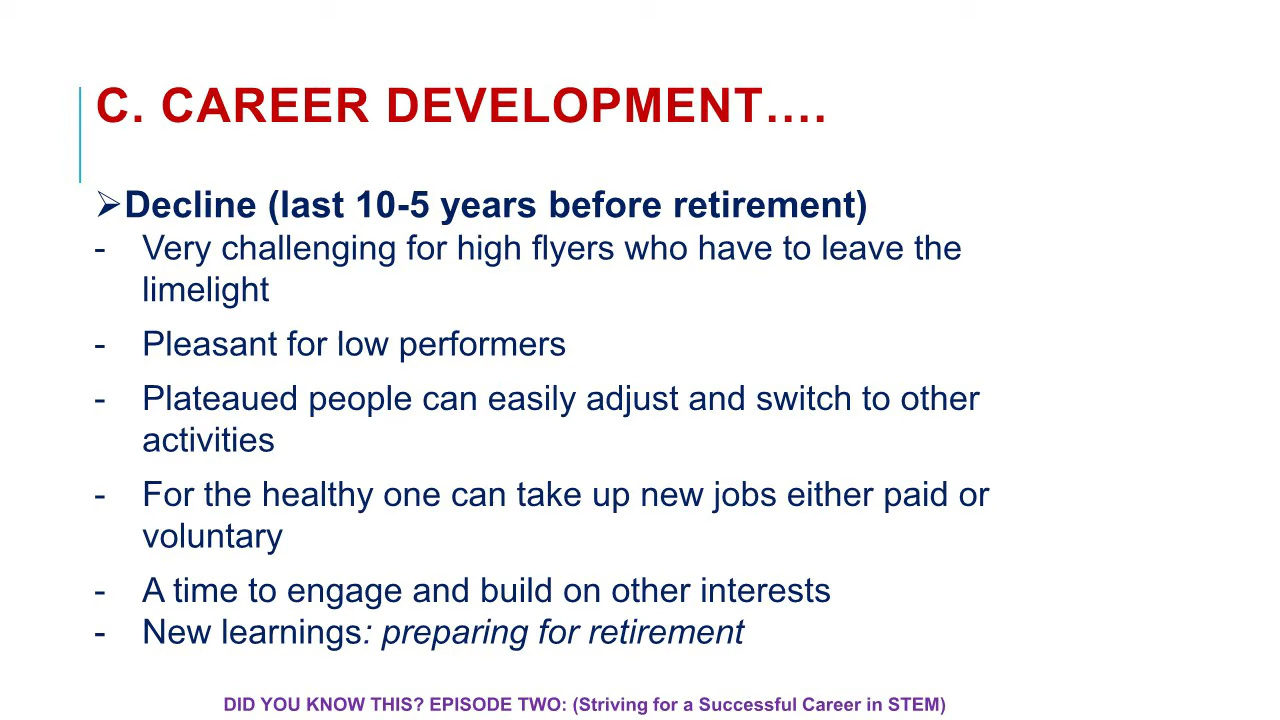 C. CAREER DEVELOPMENT....
➢Decline (last 10-5 years before retirement)
- Very challenging for high flyers who have to leave the
limelight
- Pleasant for low performers
- Plateaued people can easily adjust and switch to other
activities
- For the healthy one can take up new jobs either paid or
voluntary
- A time to engage and build on other interests
- New learnings: preparing for retirement
DID YOU KNOW THIS? EPISODE TWO: (Striving for a Successful Career in STEM)